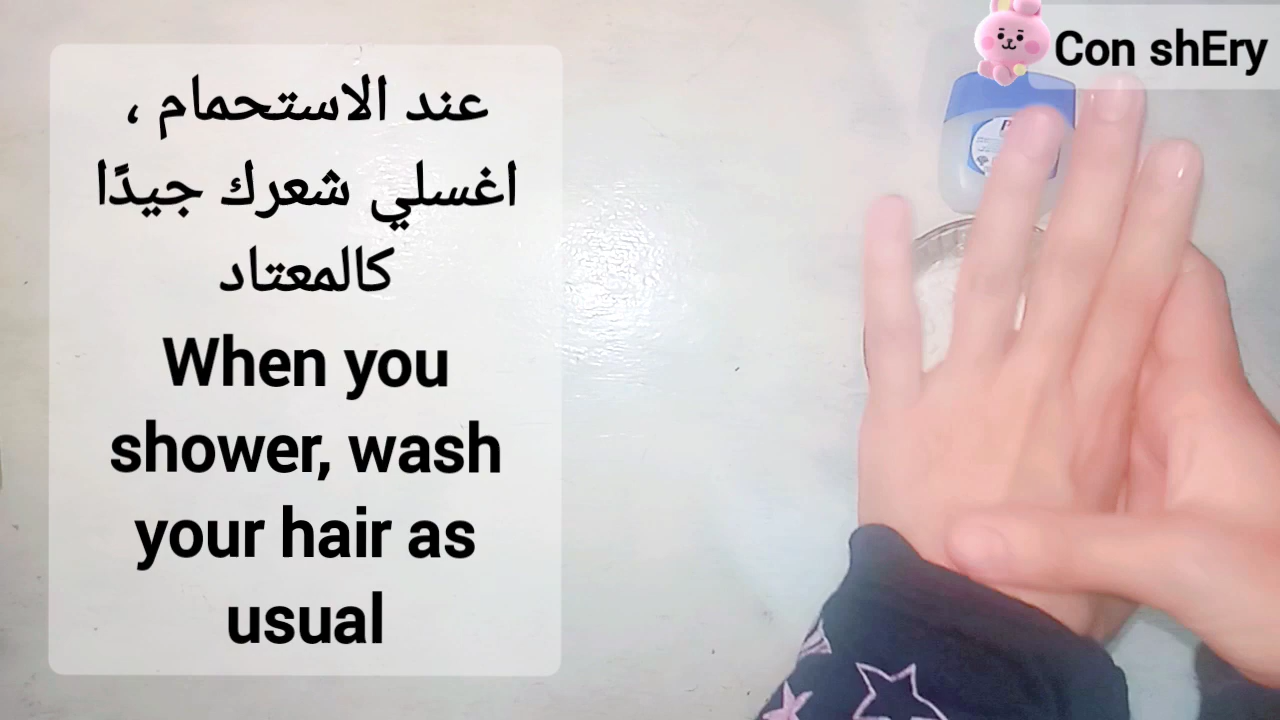 Con shEry
عند الاستحمام ،
اغسلي شعرك جيدًا
كالمعتاد
When you
shower, wash
your hair as
usual